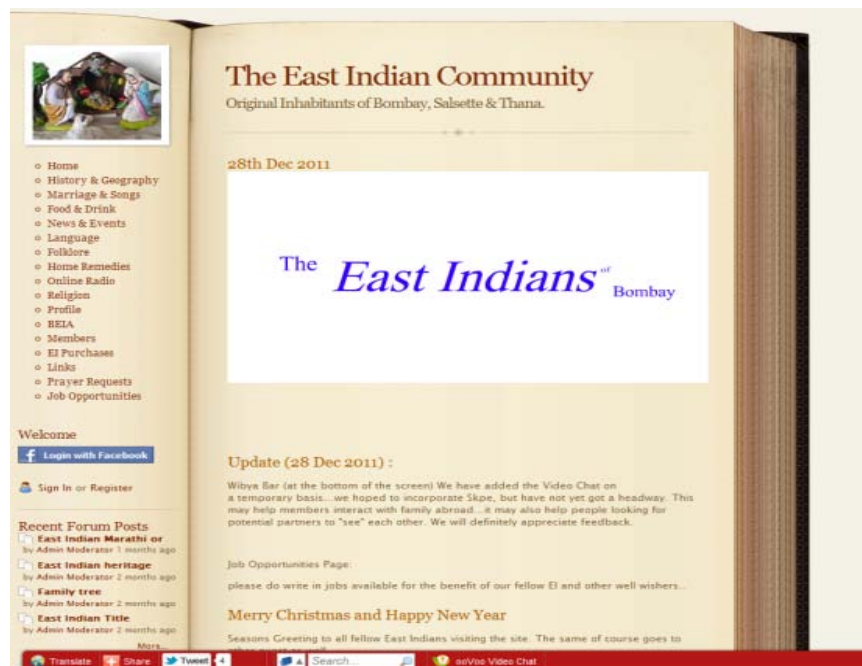 The East Indian Community
Original Inhabitants of Bombay, Salsette & Thana.
Home
History & Geography
Marriage & Songs
Food & Drink
News & Events
Language
Folklore
Home Remedies
Online Radio
Religion
Profile
BEIA
Members
EI Purchases
Links
Prayer Requests
Job Opportunities
Welcome
Login with Facebook
Sign In or Register
Recent Forum Posts
East Indian Marathi or
by Admin Moderator 1 months ago
East Indian heritage
by Admin Moderator 2 months ago
Family tree
by Admin Moderator 2 months ago
East Indian Title
by Admin Moderator 2 months ago
More...
28th Dec 2011
The East Indians of Bombay
Update (28 Dec 2011) :
Wibya Bar (at the bottom of the screen) We have added the Video Chat on
a temporary basis...we hoped to incorporate Skpe, but have not yet got a headway. This
may help members interact with family abroad...it may also help people looking for
potential partners to "see" each other. We will definitely appreciate feedback.
Job Opportunities Page:
please do write in jobs available for the benefit of our fellow EI and other well wishers...
Merry Christmas and Happy New Year
Seasons Greeting to all fellow East Indians visiting the site. The same of course goes to
Translate Share Tweet 4 Search... ooVoo Video Chat